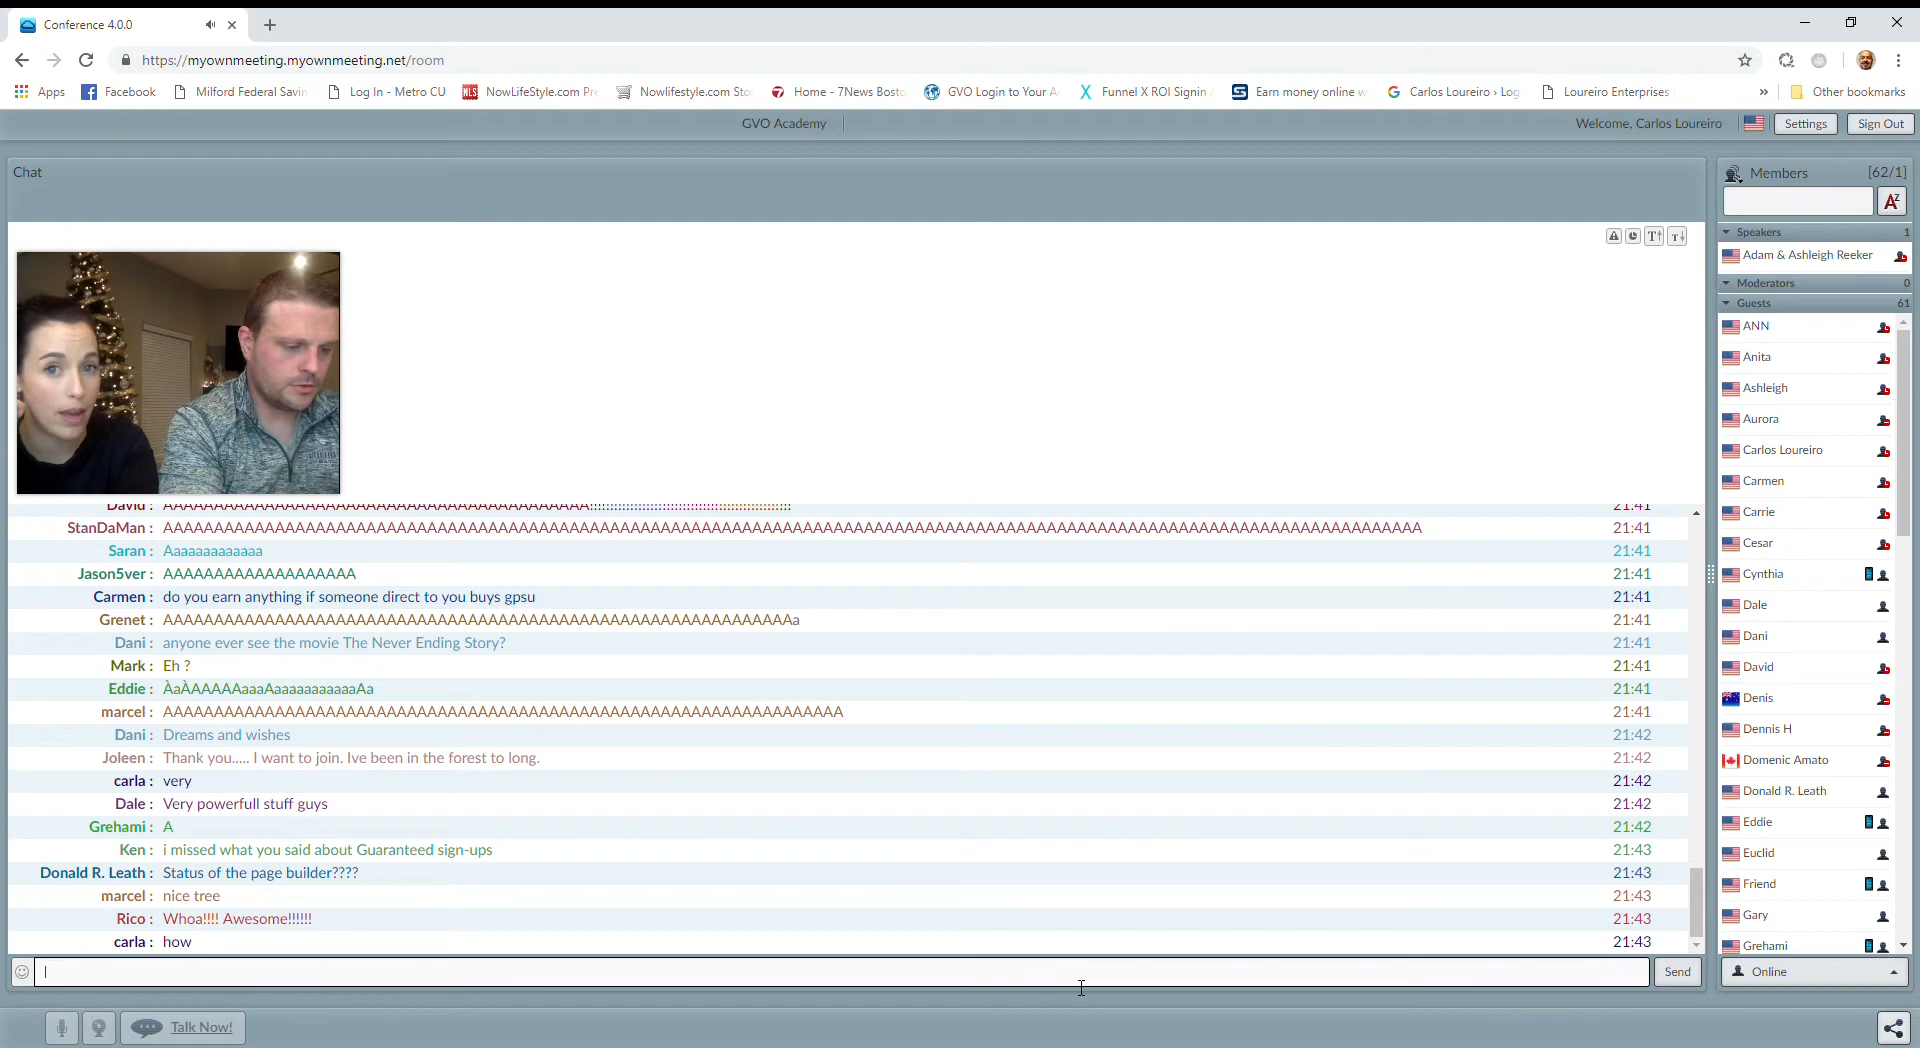 Conference 4.0.0
https://myownmeeting.myownmeeting.net/room
Apps Facebook Milford Federal Savin Log In - Metro CU NowLifeStyle.com Pre Nowlifestyle.com Sto Home - 7News Bosto GVO Login to Your A Funnel X ROI Signin Earn money online w Carlos Loureiro › Log Loureiro Enterprises » Other bookmarks
GVO Academy Welcome, Carlos Loureiro Settings Sign Out
Chat
David : AAAAAAAAAAAAAAAAAAAAAAAAAAAAAAAAAAAAAAAAAA!!!!!!!!!!!!!!!!!!!!!!!!!!!!!!!!!!!!!!!!!!!!!!!!!! 21:41
StanDaMan : AAAAAAAAAAAAAAAAAAAAAAAAAAAAAAAAAAAAAAAAAAAAAAAAAAAAAAAAAAAAAAAAAAAAAAAAAAAAAAAAAAAAAAAAAAAAAAAAAAAAAAAAAAAAAAAAAAAAAAAAAAAA 21:41
Saran : Aaaaaaaaaaaaa 21:41
Jason5ver : AAAAAAAAAAAAAAAAAAA 21:41
Carmen : do you earn anything if someone direct to you buys gpsu 21:41
Grenet : AAAAAAAAAAAAAAAAAAAAAAAAAAAAAAAAAAAAAAAAAAAAAAAAAAAAAAAAAAAAAAa 21:41
Dani : anyone ever see the movie The Never Ending Story? 21:41
Mark : Eh ? 21:41
Eddie : ÀaÀAAAAAAaaaAaaaaaaaaaaaAa 21:41
marcel : AAAAAAAAAAAAAAAAAAAAAAAAAAAAAAAAAAAAAAAAAAAAAAAAAAAAAAAAAAAAAAAAAAA 21:41
Dani : Dreams and wishes 21:42
Joleen : Thank you..... I want to join. Ive been in the forest to long. 21:42
carla : very 21:42
Dale : Very powerfull stuff guys 21:42
Grehami : A 21:42
Ken : i missed what you said about Guaranteed sign-ups 21:43
Donald R. Leath : Status of the page builder???? 21:43
marcel : nice tree 21:43
Rico : Whoa!!!! Awesome!!!!!! 21:43
carla : how 21:43
Send
Talk Now!
Members [62/1]
Speakers 1
Adam & Ashleigh Reeker
Moderators 0
Guests 61
ANN
Anita
Ashleigh
Aurora
Carlos Loureiro
Carmen
Carrie
Cesar
Cynthia
Dale
Dani
David
Denis
Dennis H
Domenic Amato
Donald R. Leath
Eddie
Euclid
Friend
Gary
Grehami
Online